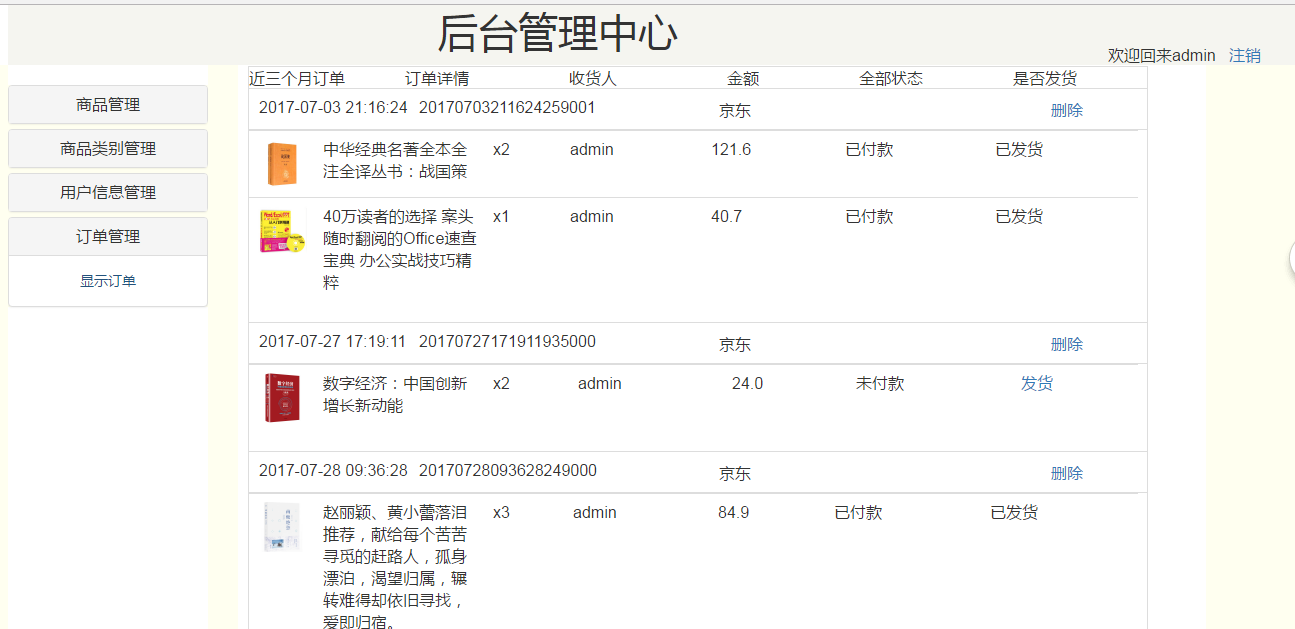 后台管理中心
欢迎回来admin 注销
商品管理
商品类别管理
用户信息管理
订单管理
显示订单
近三个月订单 订单详情 收货人 金额 全部状态 是否发货
2017-07-03 21:16:24 20170703211624259001 京东 删除
中华经典名著全本全 x2 admin 121.6 已付款 已发货
注全译丛书：战国策
40万读者的选择 案头 x1 admin 40.7 已付款 已发货
随时翻阅的Office速查
宝典 办公实战技巧精
粹
2017-07-27 17:19:11 20170727171911935000 京东 删除
数字经济：中国创新 x2 admin 24.0 未付款 发货
增长新动能
2017-07-28 09:36:28 20170728093628249000 京东 删除
赵丽颖、黄小蕾落泪 x3 admin 84.9 已付款 已发货
推荐，献给每个苦苦
寻觅的赶路人，孤身
漂泊，渴望归属，辗
转难得却依旧寻找，
爱即归宿。